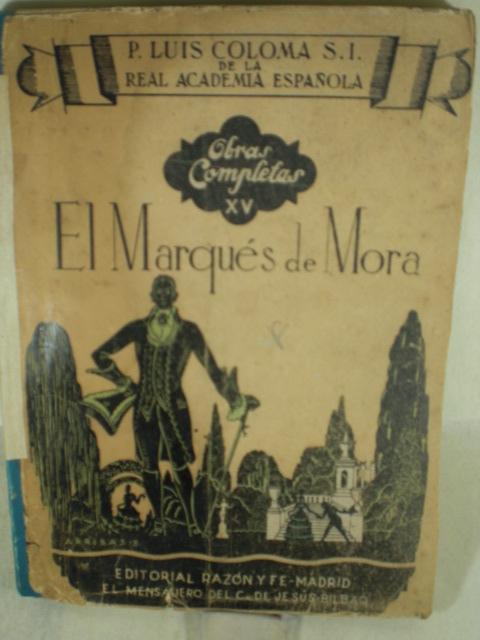 P. LUIS COLOMA S.I.
DE LA
REAL ACADEMIA ESPAÑOLA
Obras
Completas
XV
El Marqués de Mora
ARRIBAS
EDITORIAL RAZÓN Y FE-MADRID
EL MENSAJERO DEL C. DE JESÚS-BILBAO